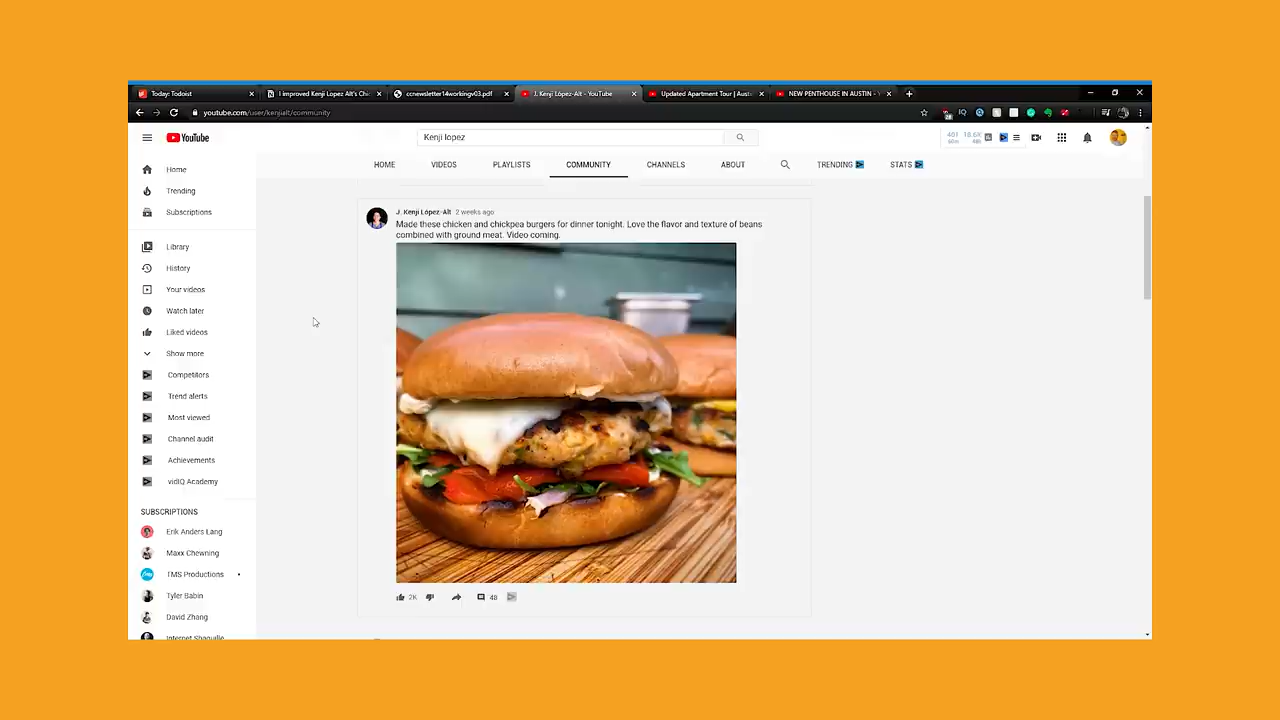 Today: Todoist
I improved Kenji Lopez Alt's Chi
ccnewsletter14workingv03.pdf
J. Kenji López-Alt - YouTube
Updated Apartment Tour | Aust
NEW PENTHOUSE IN AUSTIN -
youtube.com/user/kenjialt/community
YouTube
Kenji lopez
HOME
VIDEOS
PLAYLISTS
COMMUNITY
CHANNELS
ABOUT
TRENDING
STATS
Home
Trending
Subscriptions
Library
History
Your videos
Watch later
Liked videos
Show more
Competitors
Trend alerts
Most viewed
Channel audit
Achievements
vidIQ Academy
SUBSCRIPTIONS
Erik Anders Lang
Maxx Chewning
TMS Productions
Tyler Babin
David Zhang
Internet Shaquille
J. Kenji López-Alt 2 weeks ago
Made these chicken and chickpea burgers for dinner tonight. Love the flavor and texture of beans
combined with ground meat. Video coming.
2K
48